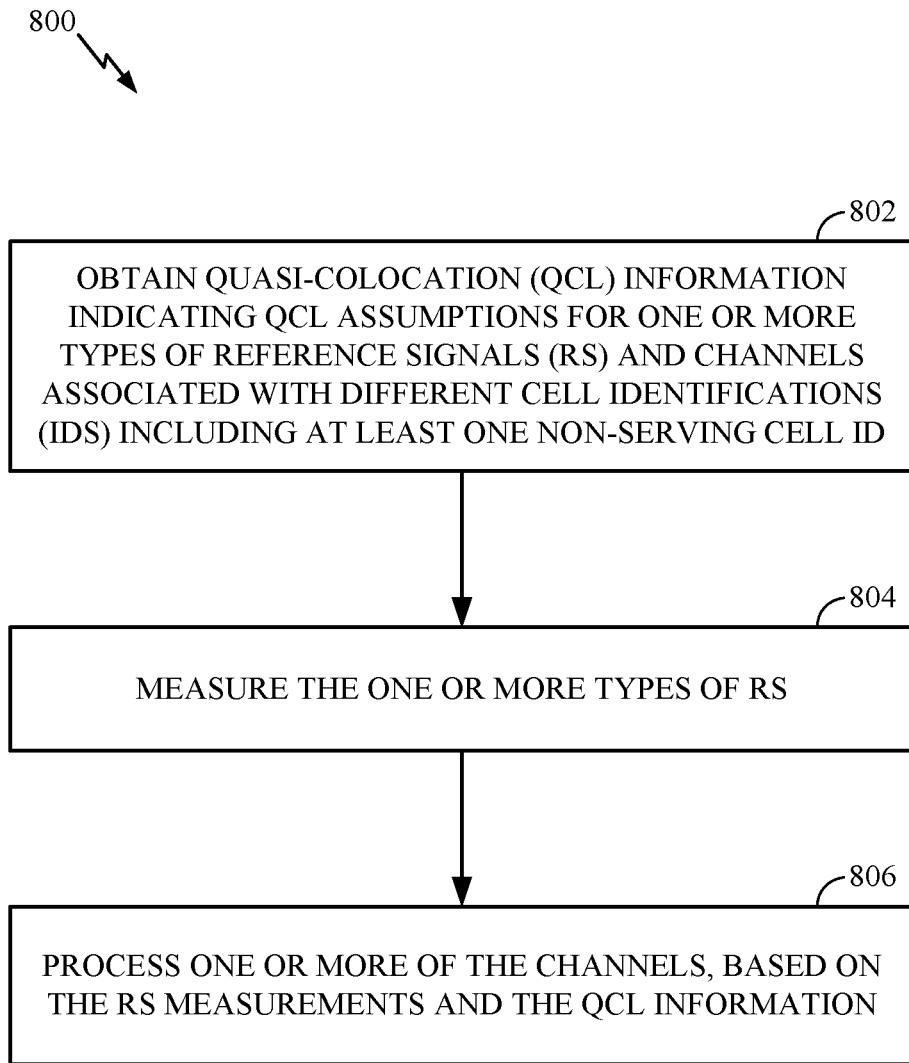 800
802
OBTAIN QUASI-COLOCATION (QCL) INFORMATION
INDICATING QCL ASSUMPTIONS FOR ONE OR MORE
TYPES OF REFERENCE SIGNALS (RS) AND CHANNELS
ASSOCIATED WITH DIFFERENT CELL IDENTIFICATIONS
(IDS) INCLUDING AT LEAST ONE NON-SERVING CELL ID
804
MEASURE THE ONE OR MORE TYPES OF RS
806
PROCESS ONE OR MORE OF THE CHANNELS, BASED ON
THE RS MEASUREMENTS AND THE QCL INFORMATION